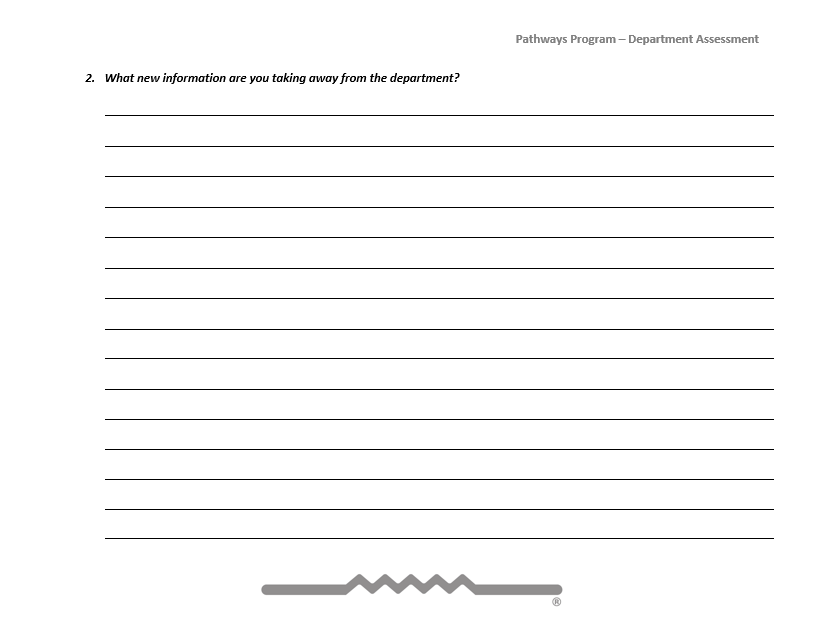 Pathways Program – Department Assessment
2. What new information are you taking away from the department?
®